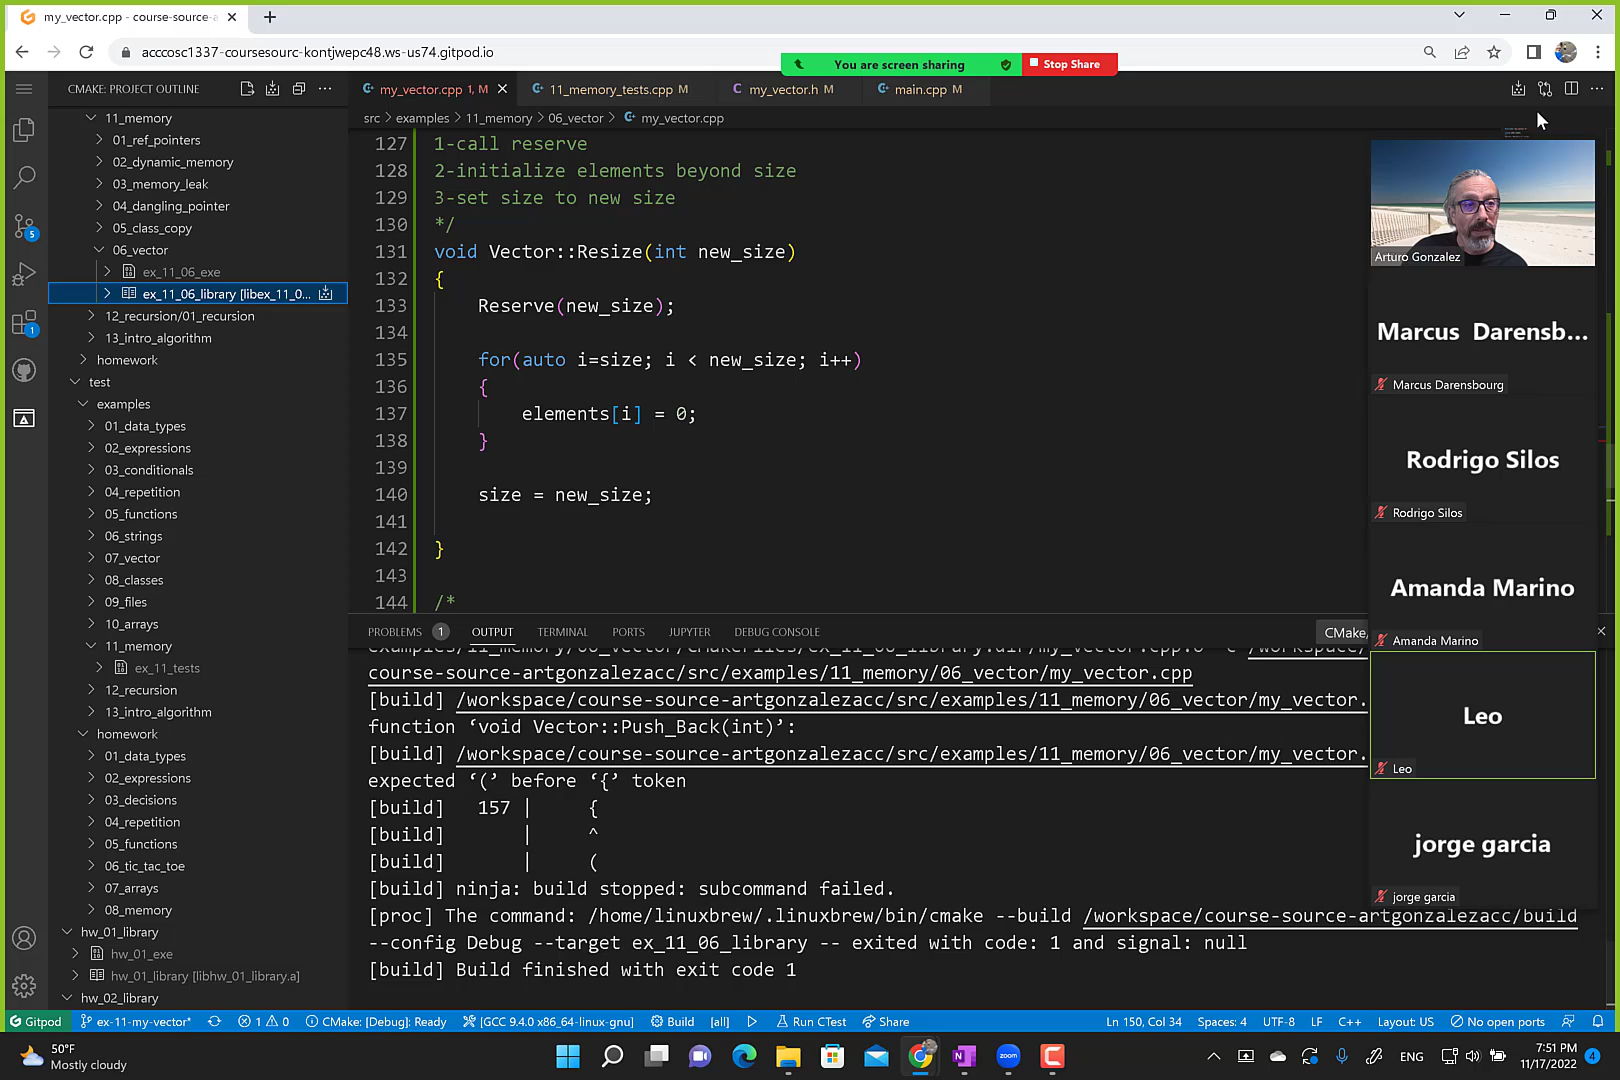 my_vector.cpp - course-source-a
acccosc1337-coursesourc-kontjwepc48.ws-us74.gitpod.io
You are screen sharing
Stop Share
CMAKE: PROJECT OUTLINE
my_vector.cpp 1, M
11_memory_tests.cpp M
my_vector.h M
main.cpp M
src > examples > 11_memory > 06_vector > my_vector.cpp
11_memory
01_ref_pointers
02_dynamic_memory
03_memory_leak
04_dangling_pointer
05_class_copy
06_vector
ex_11_06_exe
ex_11_06_library [libex_11_0...
12_recursion/01_recursion
13_intro_algorithm
homework
test
examples
01_data_types
02_expressions
03_conditionals
04_repetition
05_functions
06_strings
07_vector
08_classes
09_files
10_arrays
11_memory
ex_11_tests
12_recursion
13_intro_algorithm
homework
01_data_types
02_expressions
03_decisions
04_repetition
05_functions
06_tic_tac_toe
07_arrays
08_memory
hw_01_library
hw_01_exe
hw_01_library [libhw_01_library.a]
hw_02_library
5
1
127 1-call reserve
128 2-initialize elements beyond size
129 3-set size to new size
130 */
131 void Vector::Resize(int new_size)
132 {
133 Reserve(new_size);
134
135 for(auto i=size; i < new_size; i++)
136 {
137 elements[i] = 0;
138 }
139
140 size = new_size;
141
142 }
143
144 /*
PROBLEMS 1 OUTPUT TERMINAL PORTS JUPYTER DEBUG CONSOLE
CMake/
course-source-artgonzalezacc/src/examples/11_memory/06_vector/my_vector.cpp
[build] /workspace/course-source-artgonzalezacc/src/examples/11_memory/06_vector/my_vector.
function ‘void Vector::Push_Back(int)’:
[build] /workspace/course-source-artgonzalezacc/src/examples/11_memory/06_vector/my_vector.
expected ‘(’ before ‘{’ token
[build] 157 | {
[build] | ^
[build] | (
[build] ninja: build stopped: subcommand failed.
[proc] The command: /home/linuxbrew/.linuxbrew/bin/cmake --build /workspace/course-source-artgonzalezacc/build
--config Debug --target ex_11_06_library -- exited with code: 1 and signal: null
[build] Build finished with exit code 1
Arturo Gonzalez
Marcus Darensb...
Marcus Darensbourg
Rodrigo Silos
Rodrigo Silos
Amanda Marino
Amanda Marino
Leo
Leo
jorge garcia
jorge garcia
Gitpod ex-11-my-vector* 1 0 CMake: [Debug]: Ready [GCC 9.4.0 x86_64-linux-gnu] Build [all] Run CTest Share Ln 150, Col 34 Spaces: 4 UTF-8 LF C++ Layout: US No open ports
50°F
Mostly cloudy
zoom
ENG
7:51 PM
11/17/2022
4